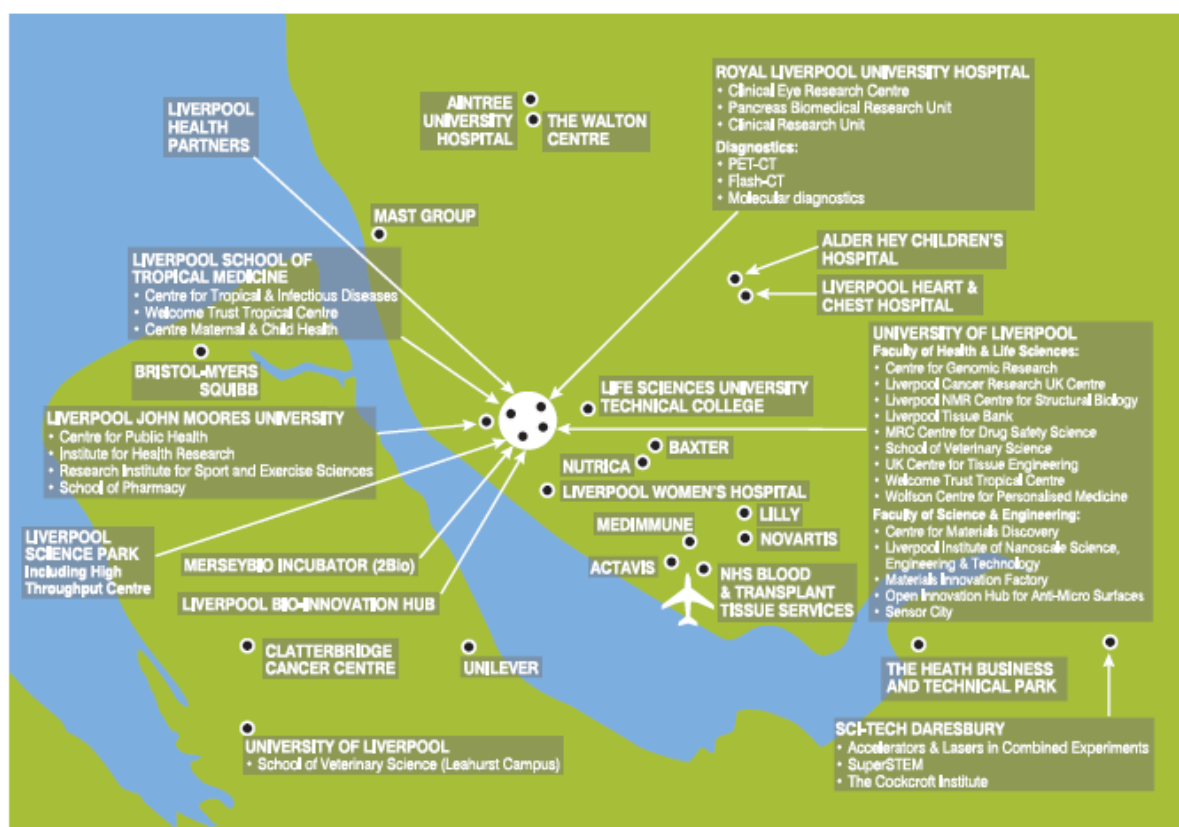 LIVERPOOL
HEALTH
PARTNERS
AINTREE
UNIVERSITY
HOSPITAL
THE WALTON
CENTRE
ROYAL LIVERPOOL UNIVERSITY HOSPITAL
• Clinical Eye Research Centre
• Pancreas Biomedical Research Unit
• Clinical Research Unit
Diagnostics:
• PET-CT
• Flash-CT
• Molecular diagnostics
MAST GROUP
ALDER HEY CHILDREN'S
HOSPITAL
LIVERPOOL HEART &
CHEST HOSPITAL
LIVERPOOL SCHOOL OF
TROPICAL MEDICINE
• Centre for Tropical & Infectious Diseases
• Welcome Trust Tropical Centre
• Centre Maternal & Child Health
BRISTOL-MYERS
SQUIBB
LIVERPOOL JOHN MOORES UNIVERSITY
• Centre for Public Health
• Institute for Health Research
• Research Institute for Sport and Exercise Sciences
• School of Pharmacy
LIFE SCIENCES UNIVERSITY
TECHNICAL COLLEGE
BAXTER
NUTRICA
LIVERPOOL WOMEN'S HOSPITAL
LILLY
MEDIMMUNE
NOVARTIS
ACTAVIS
NHS BLOOD
& TRANSPLANT
TISSUE SERVICES
UNIVERSITY OF LIVERPOOL
Faculty of Health & Life Sciences:
• Centre for Genomic Research
• Liverpool Cancer Research UK Centre
• Liverpool NMR Centre for Structural Biology
• Liverpool Tissue Bank
• MRC Centre for Drug Safety Science
• School of Veterinary Science
• UK Centre for Tissue Engineering
• Welcome Trust Tropical Centre
• Wolfson Centre for Personalised Medicine
Faculty of Science & Engineering:
• Centre for Materials Discovery
• Liverpool Institute of Nanoscale Science,
Engineering & Technology
• Materials Innovation Factory
• Open Innovation Hub for Anti-Micro Surfaces
• Sensor City
LIVERPOOL
SCIENCE PARK
Including High
Throughput Centre
MERSEYBIO INCUBATOR (2Bio)
LIVERPOOL BIO-INNOVATION HUB
CLATTERBRIDGE
CANCER CENTRE
UNILEVER
THE HEATH BUSINESS
AND TECHNICAL PARK
UNIVERSITY OF LIVERPOOL
• School of Veterinary Science (Leahurst Campus)
SCI-TECH DARESBURY
• Accelerators & Lasers in Combined Experiments
• SuperSTEM
• The Cockcroft Institute